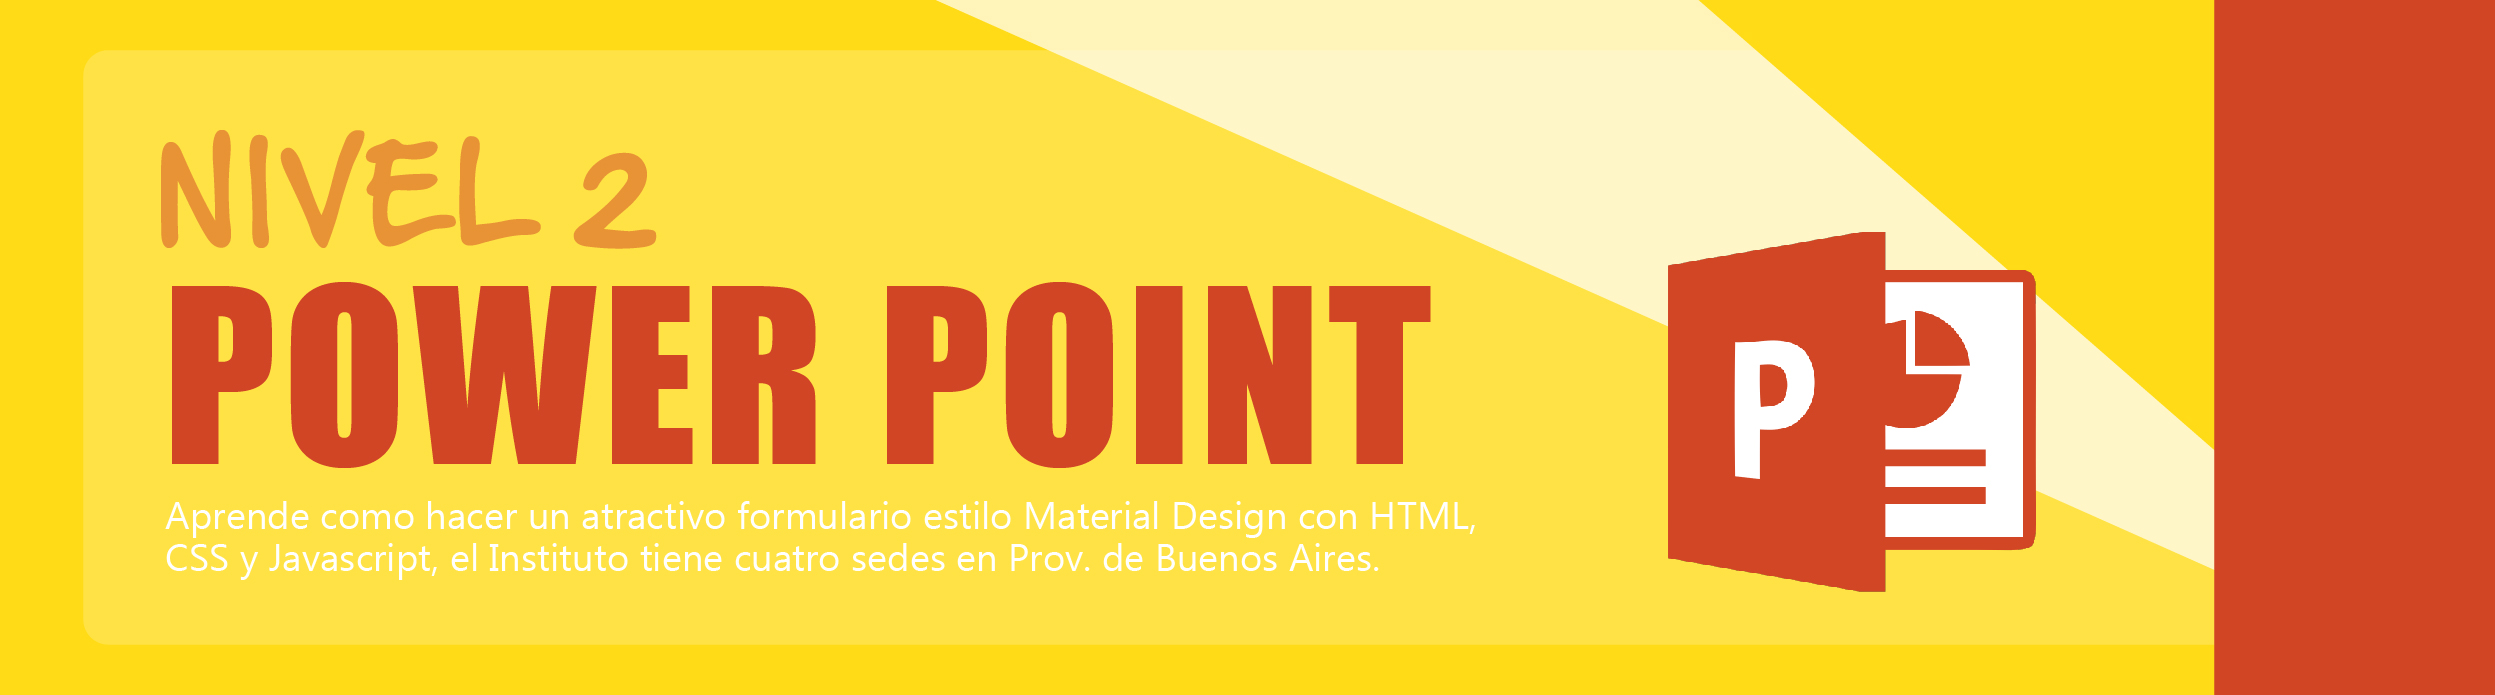 NIVEL 2
POWER POINT
Aprende como hacer un atractivo formulario estilo Material Design con HTML,
CSS y Javascript, el Instituto tiene cuatro sedes en Prov. de Buenos Aires.
P